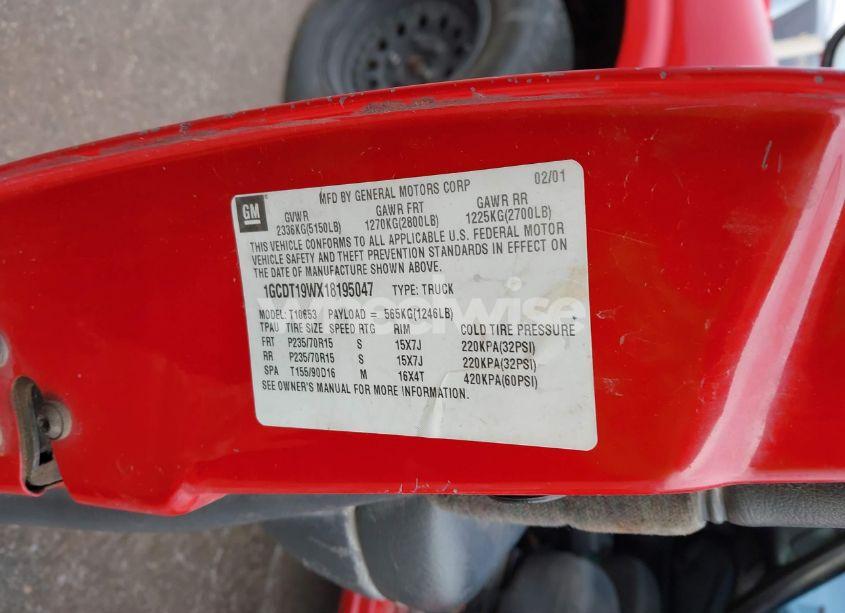 MFD BY GENERAL MOTORS CORP 02/01
GM
GVWR GAWR FRT GAWR RR
2336KG(5150LB) 1270KG(2800LB) 1225KG(2700LB)
THIS VEHICLE CONFORMS TO ALL APPLICABLE U.S. FEDERAL MOTOR
VEHICLE SAFETY AND THEFT PREVENTION STANDARDS IN EFFECT ON
THE DATE OF MANUFACTURE SHOWN ABOVE.
1GCDT19WX18195047 TYPE: TRUCK
wheelwise
MODEL: T10653 PAYLOAD = 565KG(1246LB)
TPAU TIRE SIZE SPEED RTG RIM COLD TIRE PRESSURE
FRT P235/70R15 S 15X7J 220KPA(32PSI)
RR P235/70R15 S 15X7J 220KPA(32PSI)
SPA T155/90D16 M 16X4T 420KPA(60PSI)
SEE OWNER'S MANUAL FOR MORE INFORMATION.